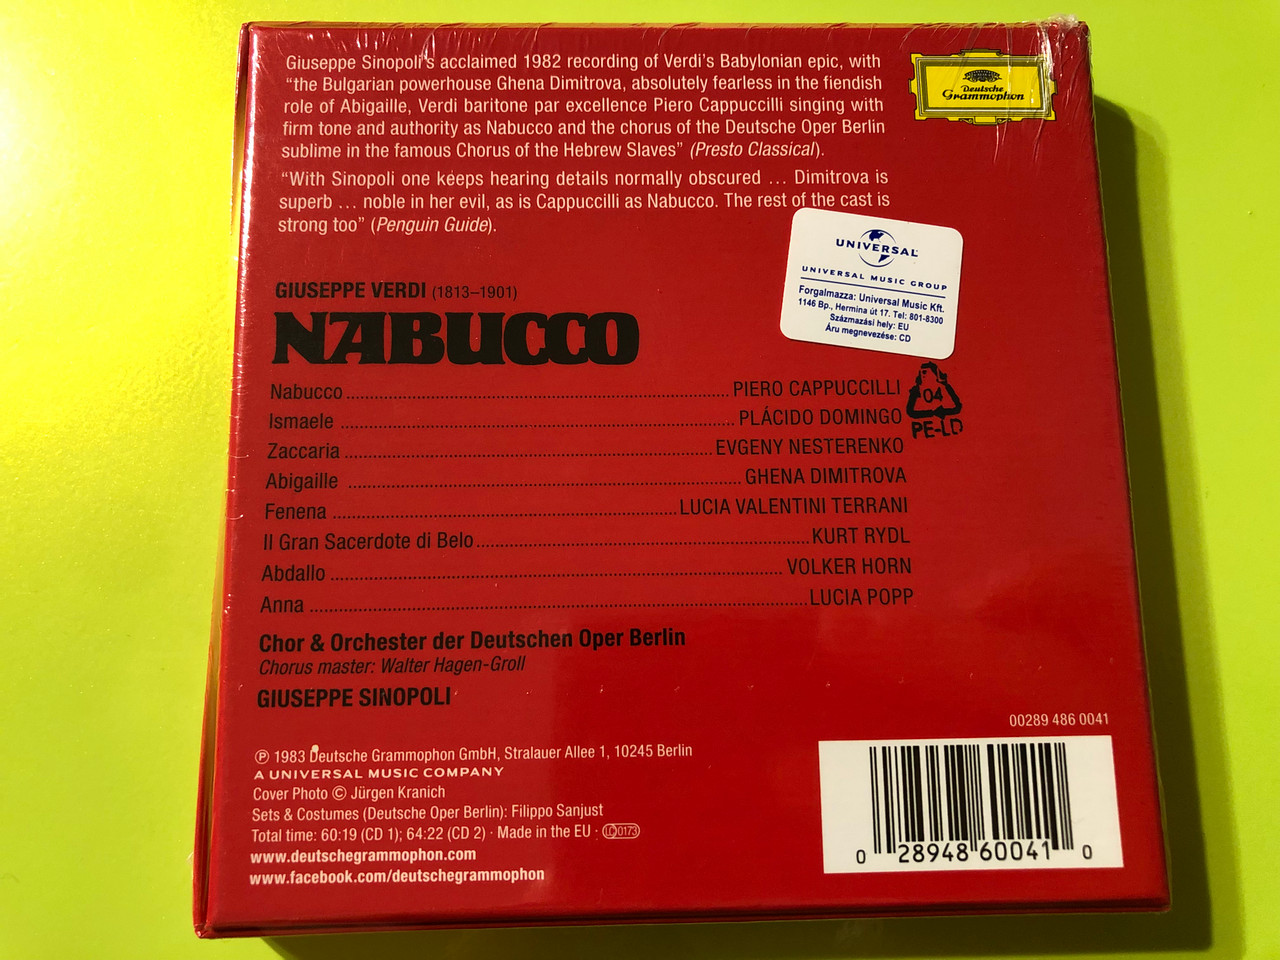 Giuseppe Sinopoli's acclaimed 1982 recording of Verdi's Babylonian epic, with
"the Bulgarian powerhouse Ghena Dimitrova, absolutely fearless in the fiendish
role of Abigaille, Verdi baritone par excellence Piero Cappuccilli singing with
firm tone and authority as Nabucco and the chorus of the Deutsche Oper Berlin
sublime in the famous Chorus of the Hebrew Slaves" (Presto Classical).
"With Sinopoli one keeps hearing details normally obscured … Dimitrova is
superb … noble in her evil, as is Cappuccilli as Nabucco. The rest of the cast is
strong too" (Penguin Guide).
Deutsche
Grammophon
UNIVERSAL
UNIVERSAL MUSIC GROUP
Forgalmazza: Universal Music Kft.
1146 Bp., Hermina út 17. Tel: 801-8300
Származási hely: EU
Áru megnevezése: CD
04
PE-LD
GIUSEPPE VERDI (1813–1901)
NABUCCO
Nabucco PIERO CAPPUCCILLI
Ismaele PLÁCIDO DOMINGO
Zaccaria EVGENY NESTERENKO
Abigaille GHENA DIMITROVA
Fenena LUCIA VALENTINI TERRANI
Il Gran Sacerdote di Belo KURT RYDL
Abdallo VOLKER HORN
Anna LUCIA POPP
Chor & Orchester der Deutschen Oper Berlin
Chorus master: Walter Hagen-Groll
GIUSEPPE SINOPOLI
℗ 1983 Deutsche Grammophon GmbH, Stralauer Allee 1, 10245 Berlin
A UNIVERSAL MUSIC COMPANY
Cover Photo © Jürgen Kranich
Sets & Costumes (Deutsche Oper Berlin): Filippo Sanjust
Total time: 60:19 (CD 1); 64:22 (CD 2) · Made in the EU · LC 0173
www.deutschegrammophon.com
www.facebook.com/deutschegrammophon
00289 486 0041
0 28948 60041 0